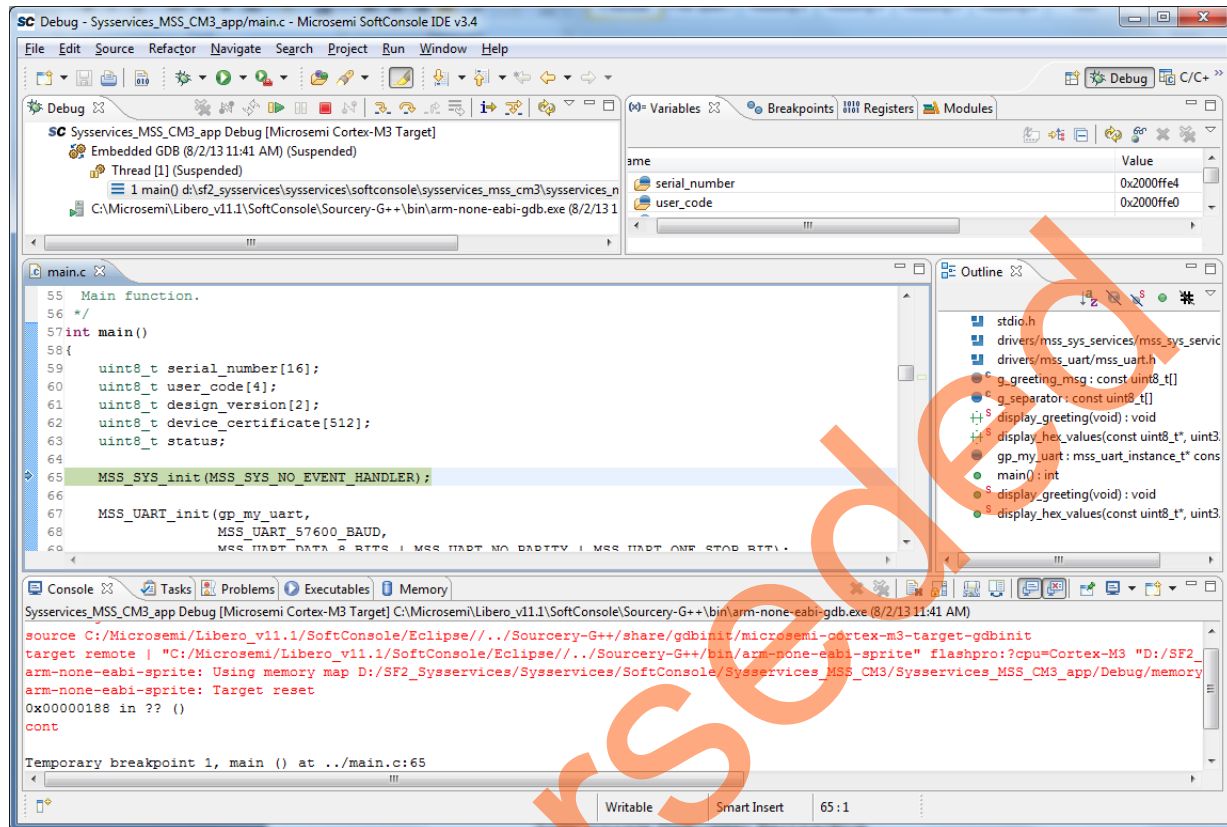 SC Debug - Sysservices_MSS_CM3_app/main.c - Microsemi SoftConsole IDE v3.4
File Edit Source Refactor Navigate Search Project Run Window Help
Debug C/C+ »
Debug
(x)= Variables Breakpoints Registers Modules
SC Sysservices_MSS_CM3_app Debug [Microsemi Cortex-M3 Target]
Embedded GDB (8/2/13 11:41 AM) (Suspended)
Thread [1] (Suspended)
1 main() d:\sf2_sysservices\sysservices\softconsole\sysservices_mss_cm3\sysservices_n
C:\Microsemi\Libero_v11.1\SoftConsole\Sourcery-G++\bin\arm-none-eabi-gdb.exe (8/2/13 1
ame Value
serial_number 0x2000ffe4
user_code 0x2000ffe0
main.c
55 Main function.
56 */
57 int main()
58 {
59 uint8_t serial_number[16];
60 uint8_t user_code[4];
61 uint8_t design_version[2];
62 uint8_t device_certificate[512];
63 uint8_t status;
64
65 MSS_SYS_init(MSS_SYS_NO_EVENT_HANDLER);
66
67 MSS_UART_init(gp_my_uart,
68 MSS_UART_57600_BAUD,
69 MSS_UART_DATA_8_BITS | MSS_UART_NO_PARITY | MSS_UART_ONE_STOP_BIT);
Outline
stdio.h
drivers/mss_sys_services/mss_sys_servic
drivers/mss_uart/mss_uart.h
g_greeting_msg : const uint8_t[]
g_separator : const uint8_t[]
display_greeting(void) : void
display_hex_values(const uint8_t*, uint3
gp_my_uart : mss_uart_instance_t* cons
main() : int
display_greeting(void) : void
display_hex_values(const uint8_t*, uint3
Console Tasks Problems Executables Memory
Sysservices_MSS_CM3_app Debug [Microsemi Cortex-M3 Target] C:\Microsemi\Libero_v11.1\SoftConsole\Sourcery-G++\bin\arm-none-eabi-gdb.exe (8/2/13 11:41 AM)
source C:/Microsemi/Libero_v11.1/SoftConsole/Eclipse//../Sourcery-G++/share/gdbinit/microsemi-cortex-m3-target-gdbinit
target remote | "C:/Microsemi/Libero_v11.1/SoftConsole/Eclipse//../Sourcery-G++/bin/arm-none-eabi-sprite" flashpro:?cpu=Cortex-M3 "D:/SF2_
arm-none-eabi-sprite: Using memory map D:/SF2_Sysservices/Sysservices/SoftConsole/Sysservices_MSS_CM3/Sysservices_MSS_CM3_app/Debug/memory
arm-none-eabi-sprite: Target reset
0x00000188 in ?? ()
cont
Temporary breakpoint 1, main () at ../main.c:65
Writable Smart Insert 65 : 1
rsed